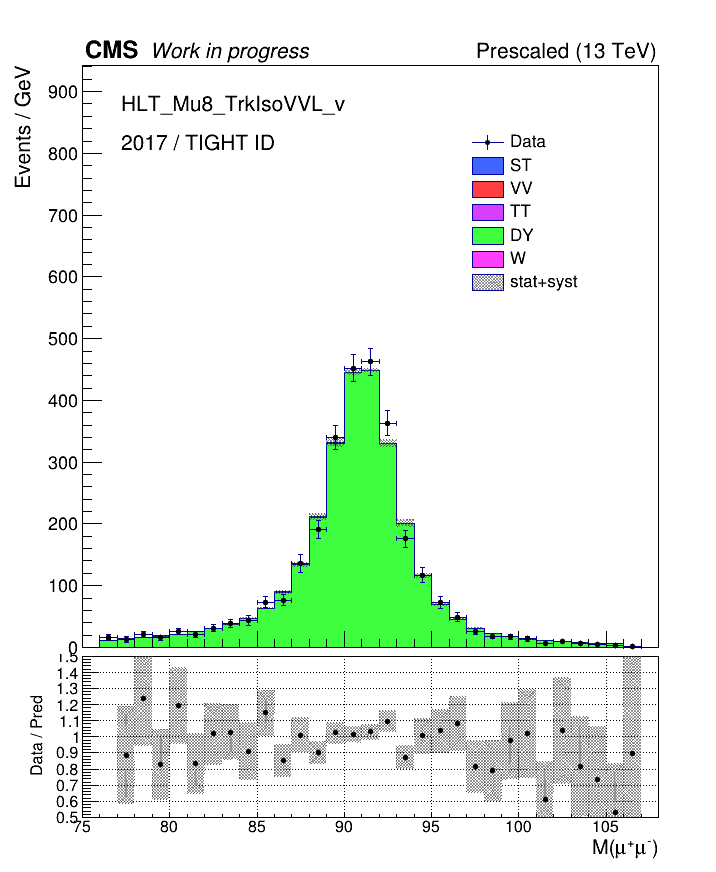 CMS Work in progress Prescaled (13 TeV)
Events / GeV
HLT_Mu8_TrkIsoVVL_v
2017 / TIGHT ID
Data
ST
VV
TT
DY
W
stat+syst
900
800
700
600
500
400
300
200
100
0
Data / Pred
1.5
1.4
1.3
1.2
1.1
1
0.9
0.8
0.7
0.6
0.5
75 80 85 90 95 100 105
M(μ⁺μ⁻)